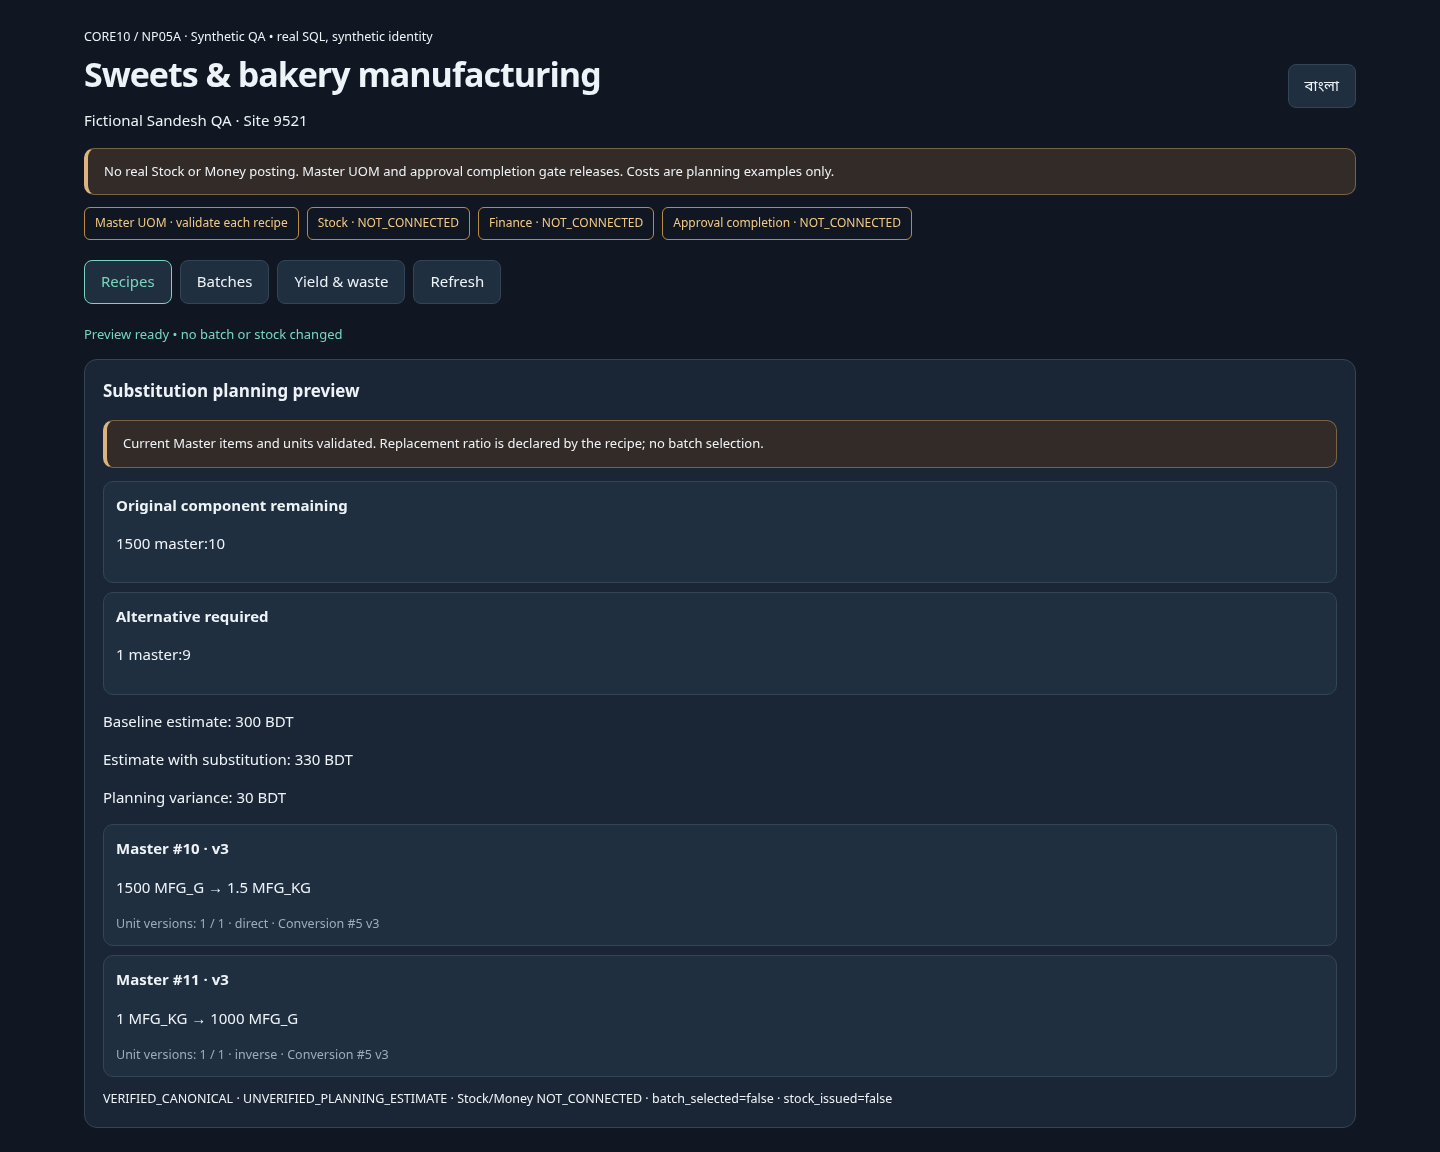 CORE10 / NP05A · Synthetic QA • real SQL, synthetic identity
Sweets & bakery manufacturing
বাংলা
Fictional Sandesh QA · Site 9521
No real Stock or Money posting. Master UOM and approval completion gate releases. Costs are planning examples only.
Master UOM · validate each recipe
Stock · NOT_CONNECTED
Finance · NOT_CONNECTED
Approval completion · NOT_CONNECTED
Recipes
Batches
Yield & waste
Refresh
Preview ready • no batch or stock changed
Substitution planning preview
Current Master items and units validated. Replacement ratio is declared by the recipe; no batch selection.
Original component remaining
1500 master:10
Alternative required
1 master:9
Baseline estimate: 300 BDT
Estimate with substitution: 330 BDT
Planning variance: 30 BDT
Master #10 · v3
1500 MFG_G → 1.5 MFG_KG
Unit versions: 1 / 1 · direct · Conversion #5 v3
Master #11 · v3
1 MFG_KG → 1000 MFG_G
Unit versions: 1 / 1 · inverse · Conversion #5 v3
VERIFIED_CANONICAL · UNVERIFIED_PLANNING_ESTIMATE · Stock/Money NOT_CONNECTED · batch_selected=false · stock_issued=false